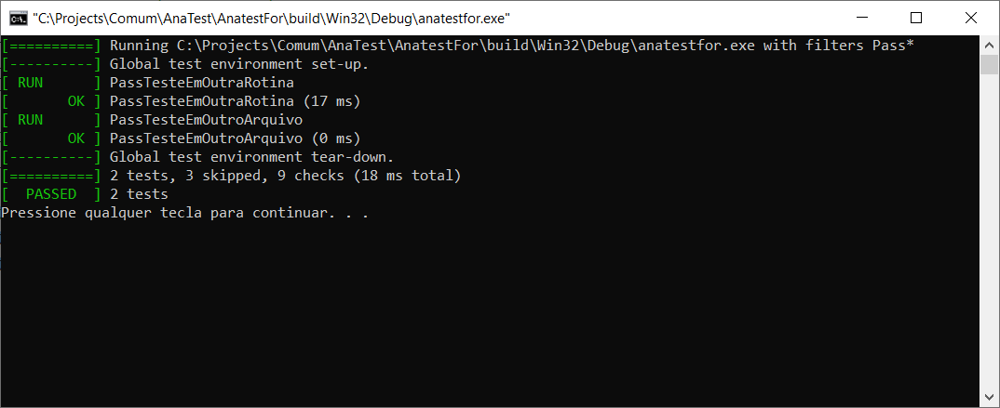 "C:\Projects\Comum\AnaTest\AnatestFor\build\Win32\Debug\anatestfor.exe"
[==========] Running C:\Projects\Comum\AnaTest\AnatestFor\build\Win32\Debug\anatestfor.exe with filters Pass*
[----------] Global test environment set-up.
[ RUN      ] PassTesteEmOutraRotina
[       OK ] PassTesteEmOutraRotina (17 ms)
[ RUN      ] PassTesteEmOutroArquivo
[       OK ] PassTesteEmOutroArquivo (0 ms)
[----------] Global test environment tear-down.
[==========] 2 tests, 3 skipped, 9 checks (18 ms total)
[  PASSED  ] 2 tests
Pressione qualquer tecla para continuar. . .